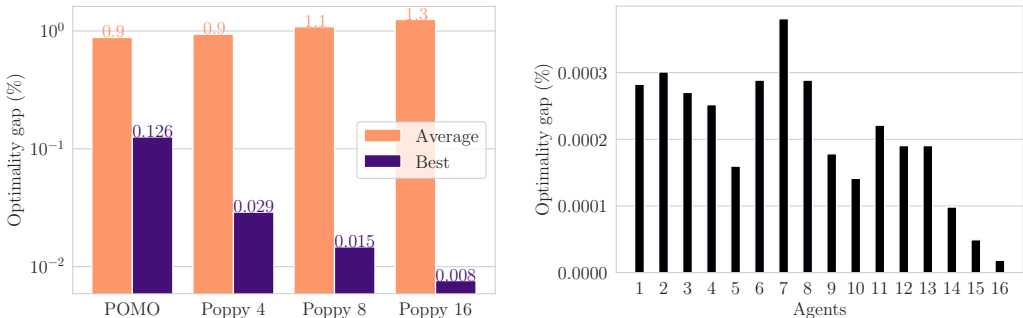 Optimality gap (%)
10⁰
10⁻¹
10⁻²
0.9
0.126
0.9
0.029
1.1
0.015
1.3
0.008
Average
Best
POMO
Poppy 4
Poppy 8
Poppy 16
Optimality gap (%)
0.0003
0.0002
0.0001
0.0000
1 2 3 4 5 6 7 8 9 10 11 12 13 14 15 16
Agents